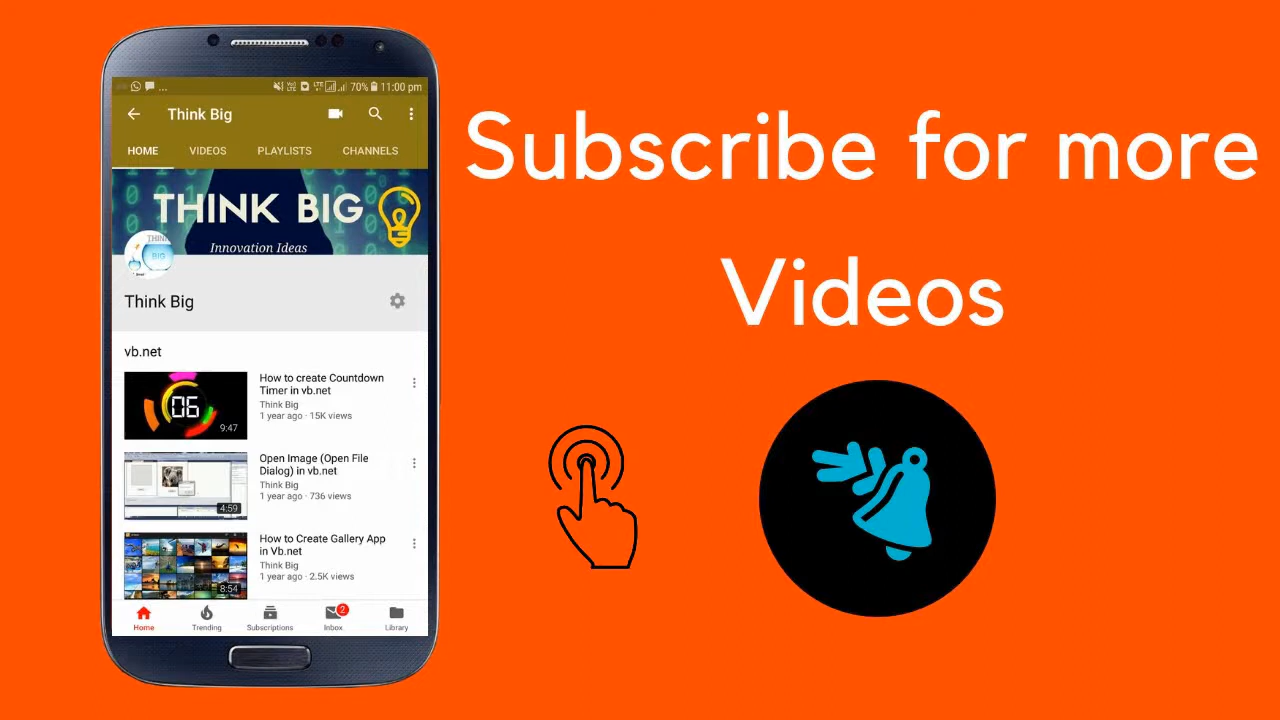 ... 70% 11:00 pm
Think Big
HOME VIDEOS PLAYLISTS CHANNELS
THINK BIG
Innovation Ideas
BIG
Think Big
vb.net
How to create Countdown
Timer in vb.net
Think Big
1 year ago · 15K views
06
9:47
Open Image (Open File
Dialog) in vb.net
Think Big
1 year ago · 736 views
4:59
How to Create Gallery App
in Vb.net
Think Big
1 year ago · 2.5K views
8:54
2
Home Trending Subscriptions Inbox Library
Subscribe for more
Videos